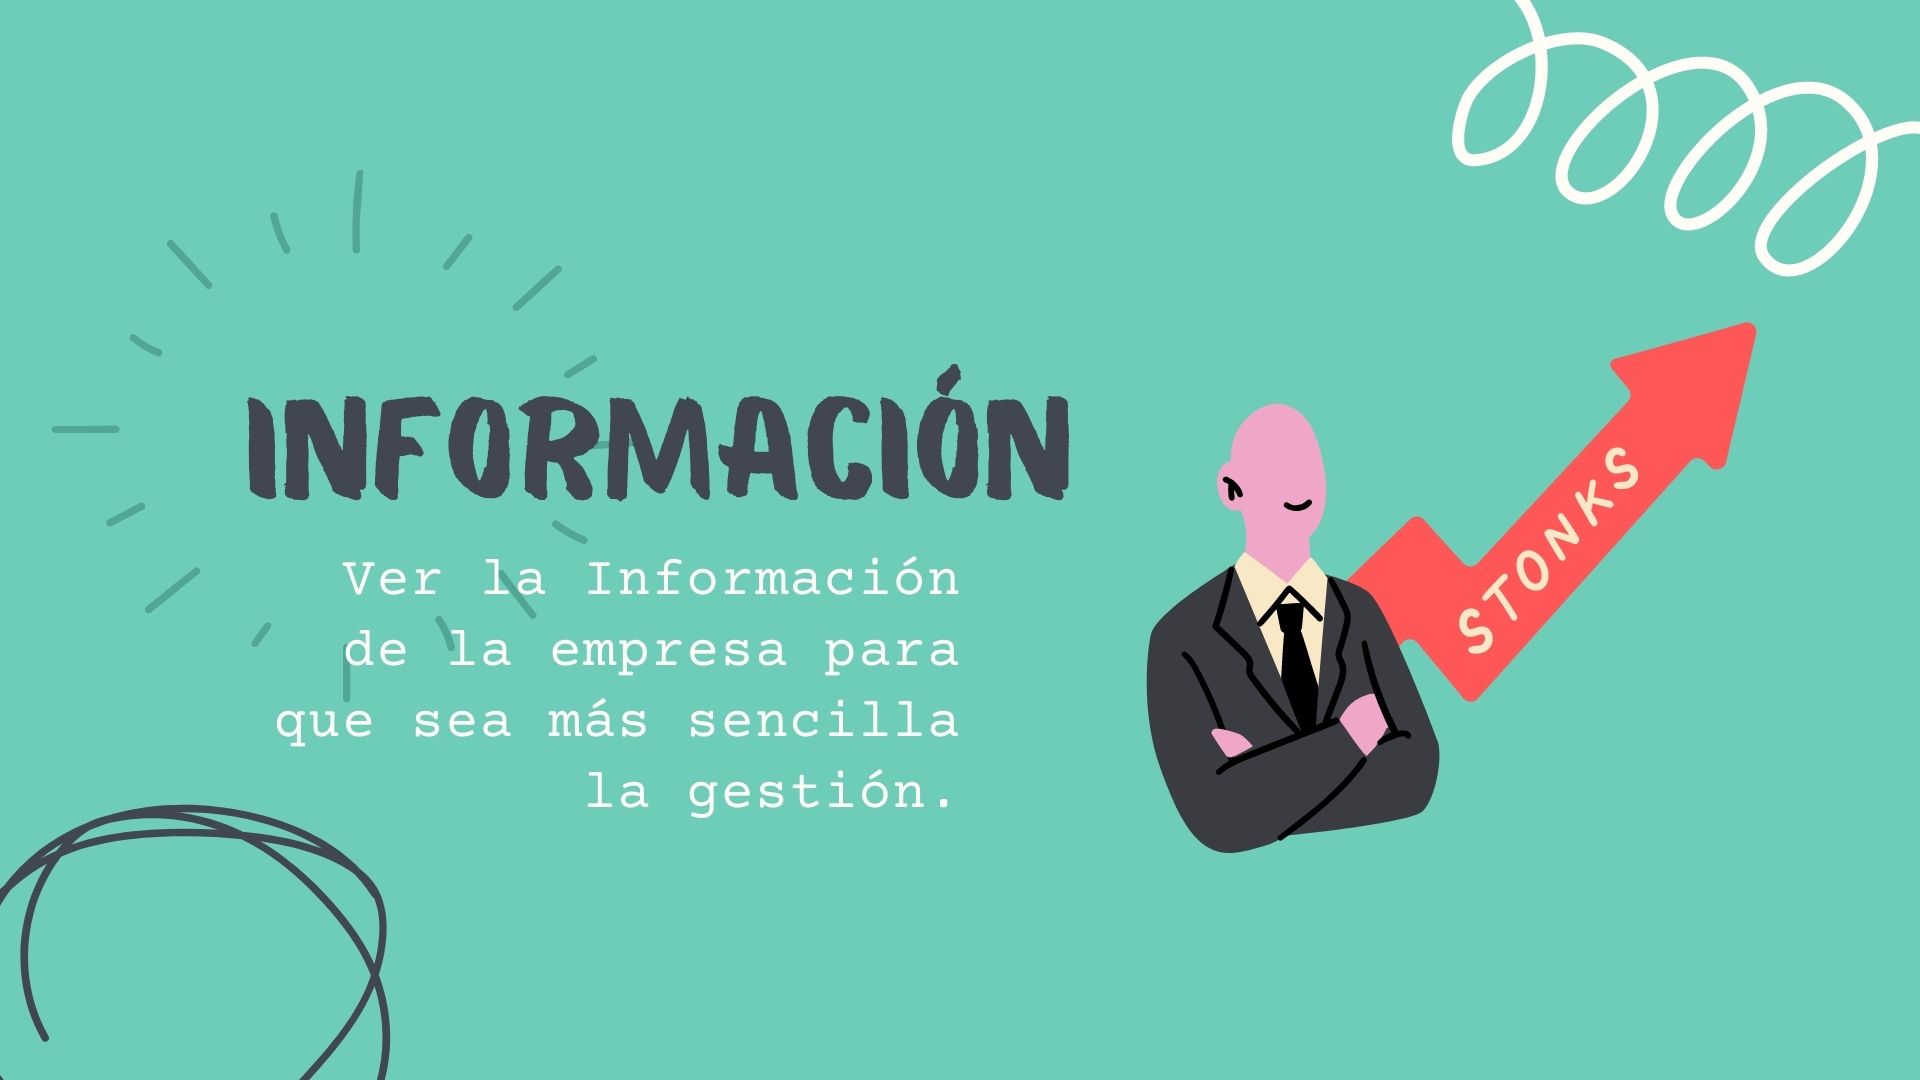 INFORMACIÓN
Ver la Información
de la empresa para
que sea más sencilla
la gestión.
STONKS